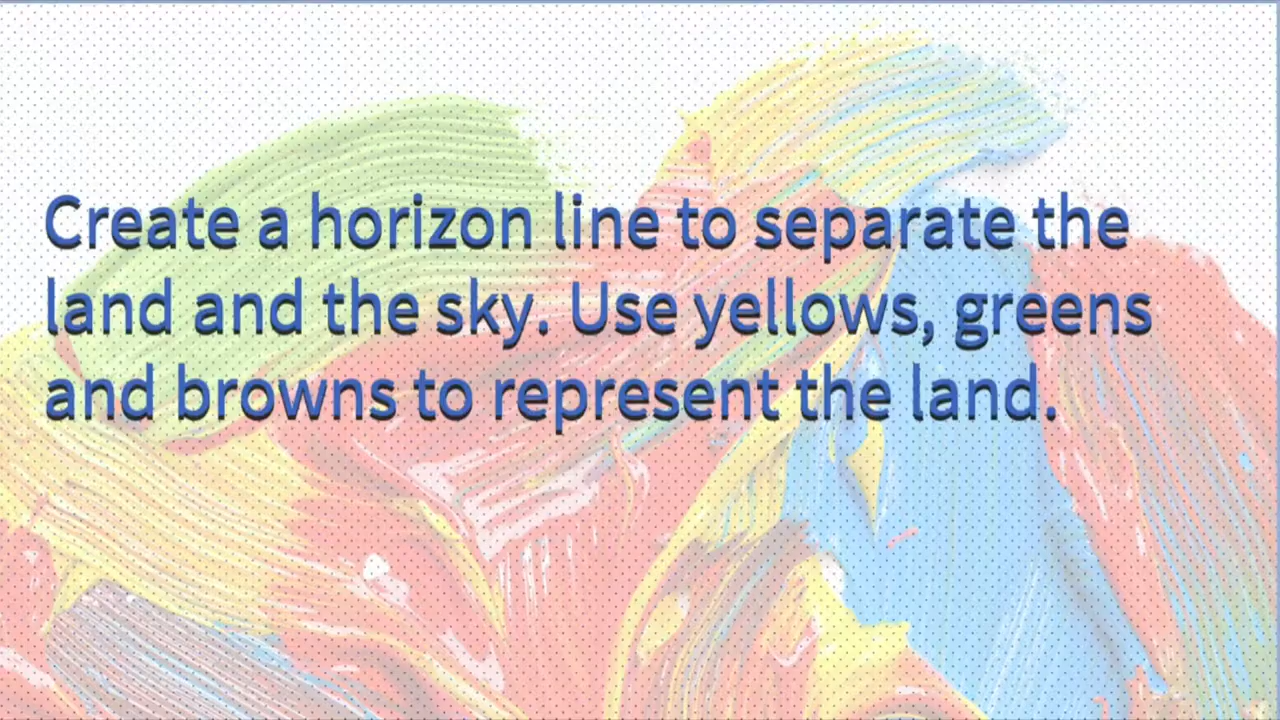 Create a horizon line to separate the
land and the sky. Use yellows, greens
and browns to represent the land.